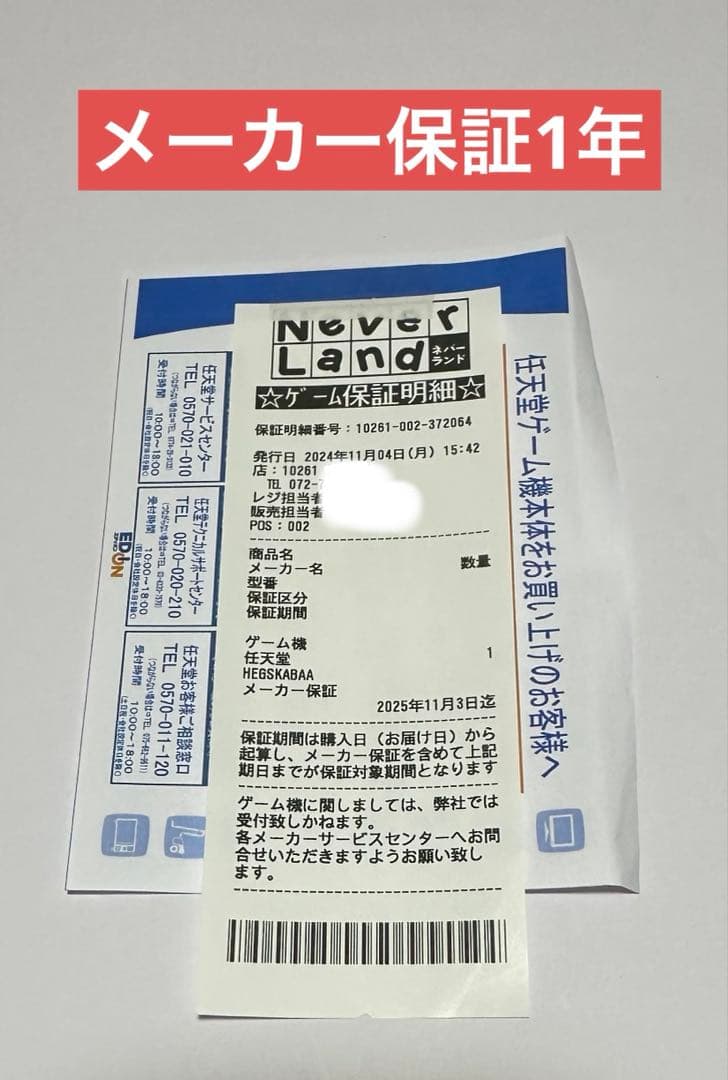 メーカー保証1年
Never
Land ネバーランド
☆ゲーム保証明細☆
保証明細番号：10261-002-372064
発行日 2024年11月04日(月) 15:42
店：10261
TEL 072-7
レジ担当者
販売担当者
POS：002
商品名
メーカー名 数量
型番
保証区分
保証期間
ゲーム機
任天堂 1
HEGSKABAA
メーカー保証
2025年11月3日迄
保証期間は購入日（お届け日）から
起算し、メーカー保証を含めて上記
期日までが保証対象期間となります
ゲーム機に関しましては、弊社では
受付致しかねます。
各メーカーサービスセンターへお問
合せいただきますようお願い致し
ます。
任天堂ゲーム機本体をお買い上げのお客様へ
任天堂サービスセンター
TEL 0570-021-010
受付時間 10:00～18:00
任天堂テクニカルサポートセンター
TEL 0570-020-210
受付時間 10:00～18:00
任天堂お客様ご相談窓口
TEL 0570-011-120
受付時間 10:00～18:00
EDION